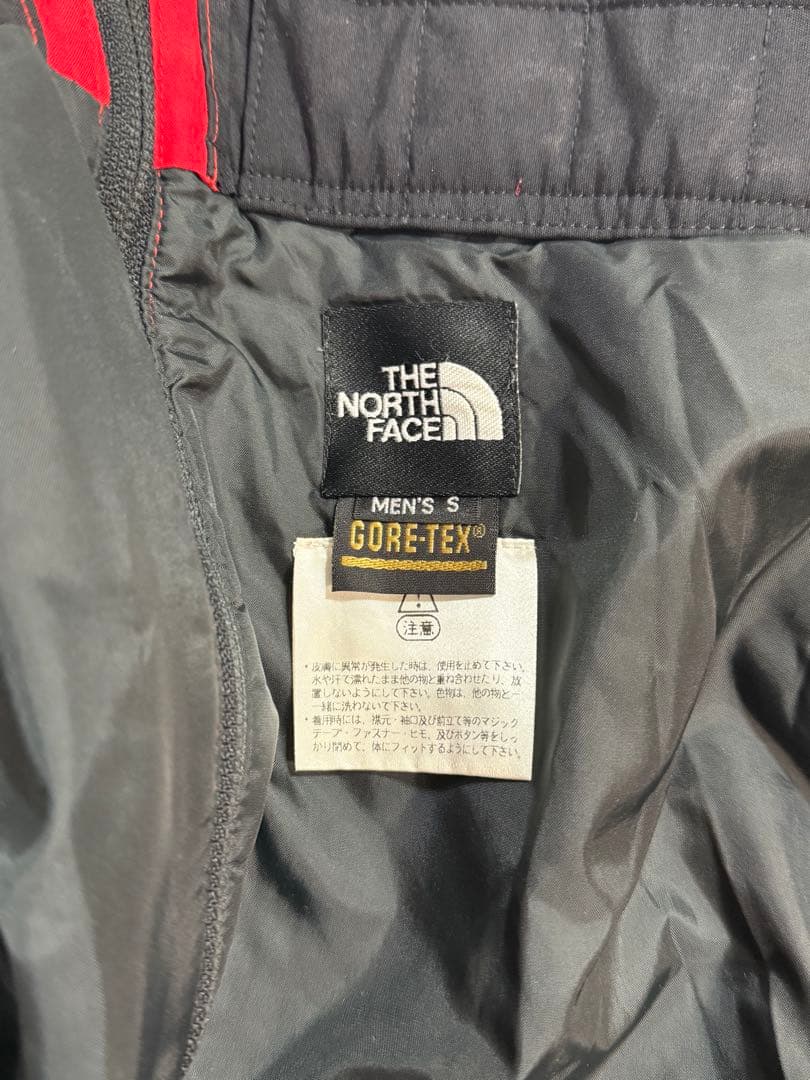 THE
NORTH
FACE
MEN'S S
GORE-TEX®
注意
・皮膚に異常が発生した時は、使用を止めて下さい。
水や汗で濡れたまま他の物と重ね合わせたり、放
置しないようにして下さい。色物は、他の物と一
一緒に洗わないで下さい。
・着用時には、襟元・袖口及び前立て等のマジック
テープ・ファスナー・ヒモ、及びボタン等をしっ
かり閉めて、体にフィットするようにして下さい。